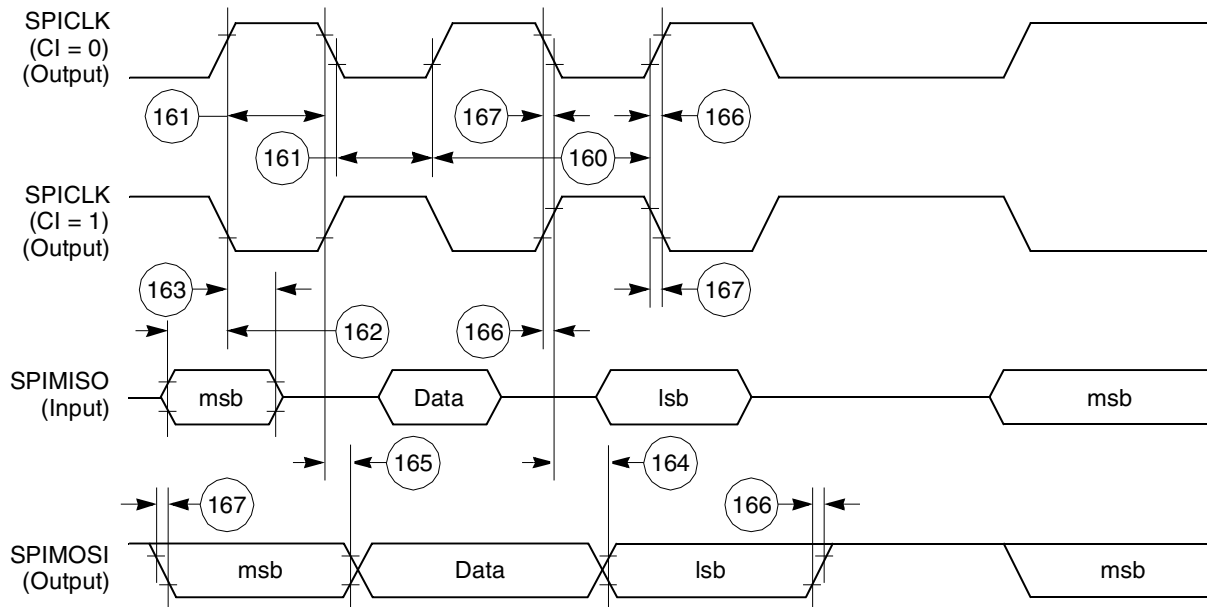 SPICLK
(CI = 0)
(Output)
161
167
166
161
160
SPICLK
(CI = 1)
(Output)
163
167
162
166
SPIMISO
(Input)
msb
Data
lsb
msb
165
164
167
166
SPIMOSI
(Output)
msb
Data
lsb
msb